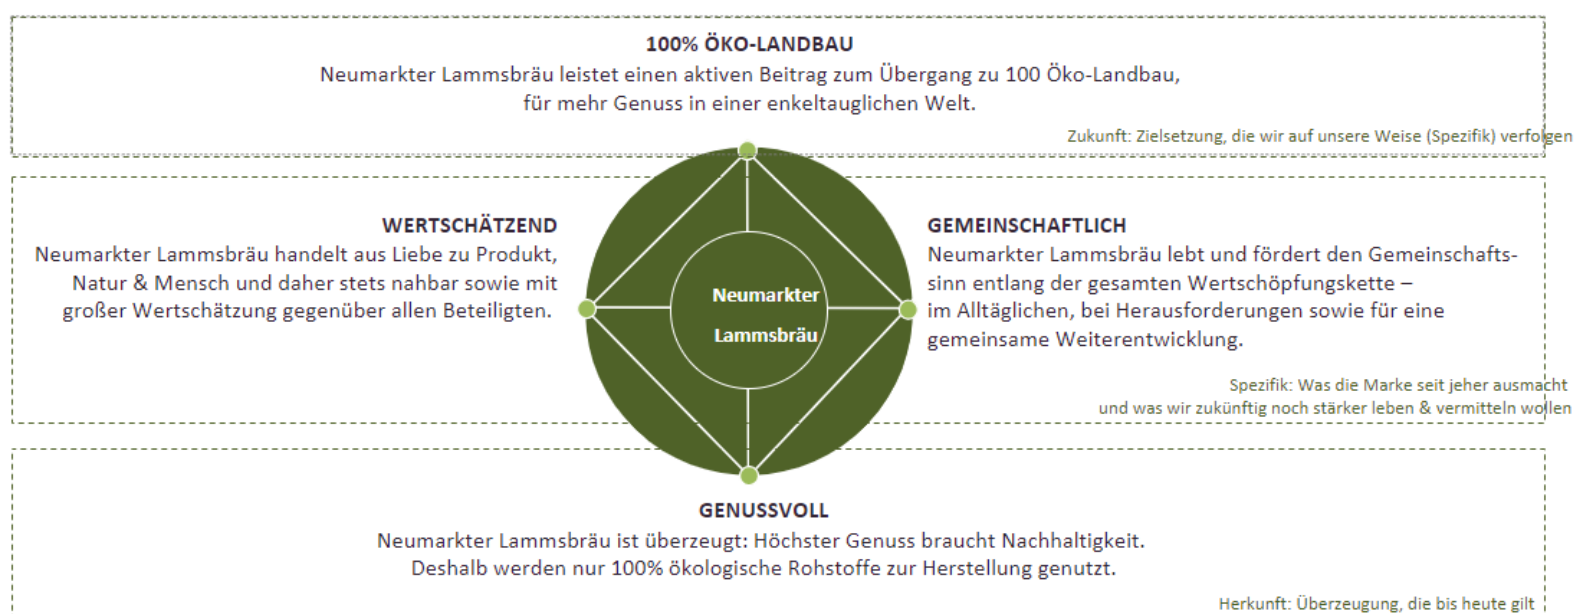 100% ÖKO-LANDBAU
Neumarkter Lammsbräu leistet einen aktiven Beitrag zum Übergang zu 100 Öko-Landbau,
für mehr Genuss in einer enkeltauglichen Welt.
Zukunft: Zielsetzung, die wir auf unsere Weise (Spezifik) verfolgen
WERTSCHÄTZEND
Neumarkter Lammsbräu handelt aus Liebe zu Produkt,
Natur & Mensch und daher stets nahbar sowie mit
großer Wertschätzung gegenüber allen Beteiligten.
Neumarkter
Lammsbräu
GEMEINSCHAFTLICH
Neumarkter Lammsbräu lebt und fördert den Gemeinschafts-
sinn entlang der gesamten Wertschöpfungskette –
im Alltäglichen, bei Herausforderungen sowie für eine
gemeinsame Weiterentwicklung.
Spezifik: Was die Marke seit jeher ausmacht
und was wir zukünftig noch stärker leben & vermitteln wollen
GENUSSVOLL
Neumarkter Lammsbräu ist überzeugt: Höchster Genuss braucht Nachhaltigkeit.
Deshalb werden nur 100% ökologische Rohstoffe zur Herstellung genutzt.
Herkunft: Überzeugung, die bis heute gilt